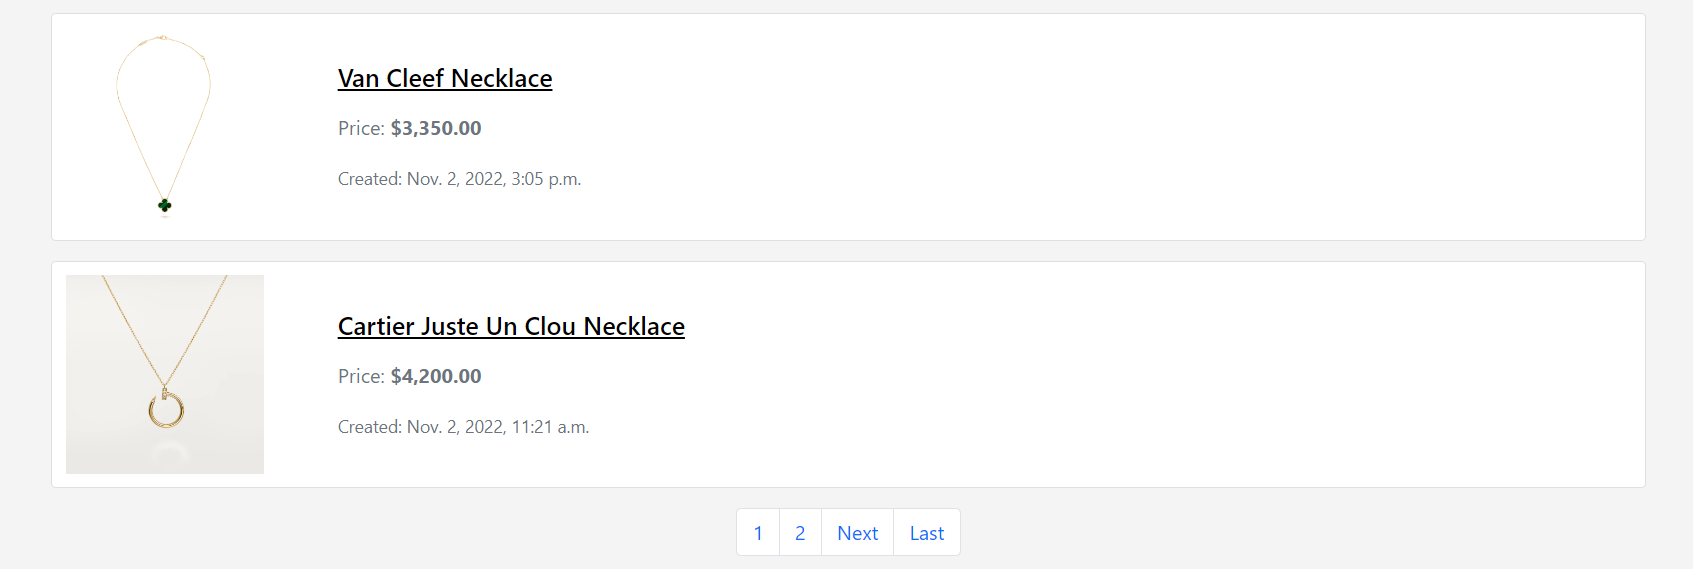 Van Cleef Necklace
Price: $3,350.00
Created: Nov. 2, 2022, 3:05 p.m.
Cartier Juste Un Clou Necklace
Price: $4,200.00
Created: Nov. 2, 2022, 11:21 a.m.
1 2 Next Last